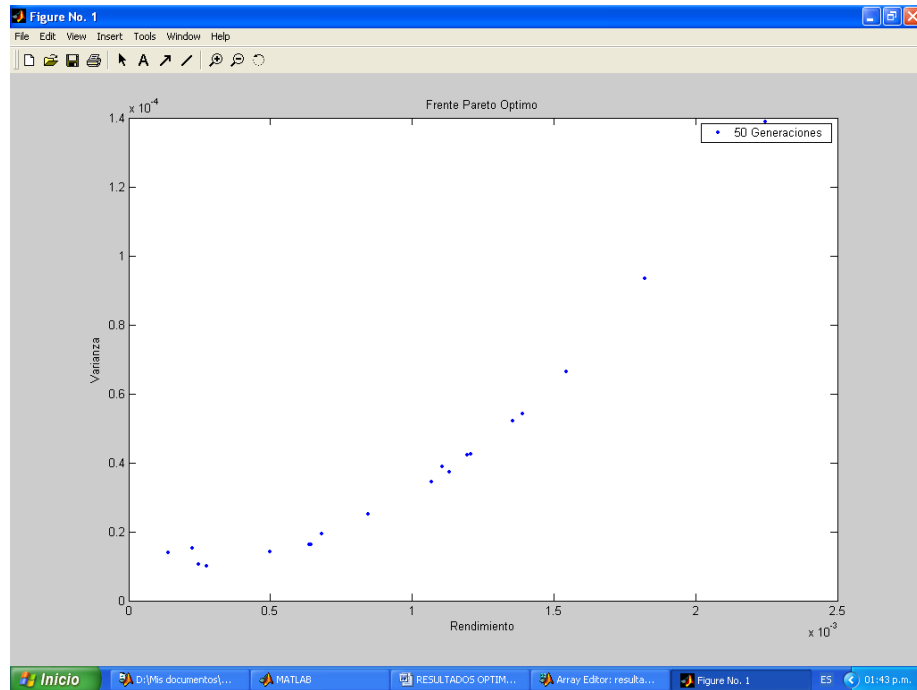 Figure No. 1
File Edit View Insert Tools Window Help
A
Frente Pareto Optimo
x 10-4
50 Generaciones
1.4
1.2
1
0.8
0.6
0.4
0.2
0
Varianza
0 0.5 1 1.5 2 2.5
Rendimiento
x 10-3
Inicio D:\Mis documentos\... MATLAB RESULTADOS OPTIM... Array Editor: resulta... Figure No. 1 ES 01:43 p.m.